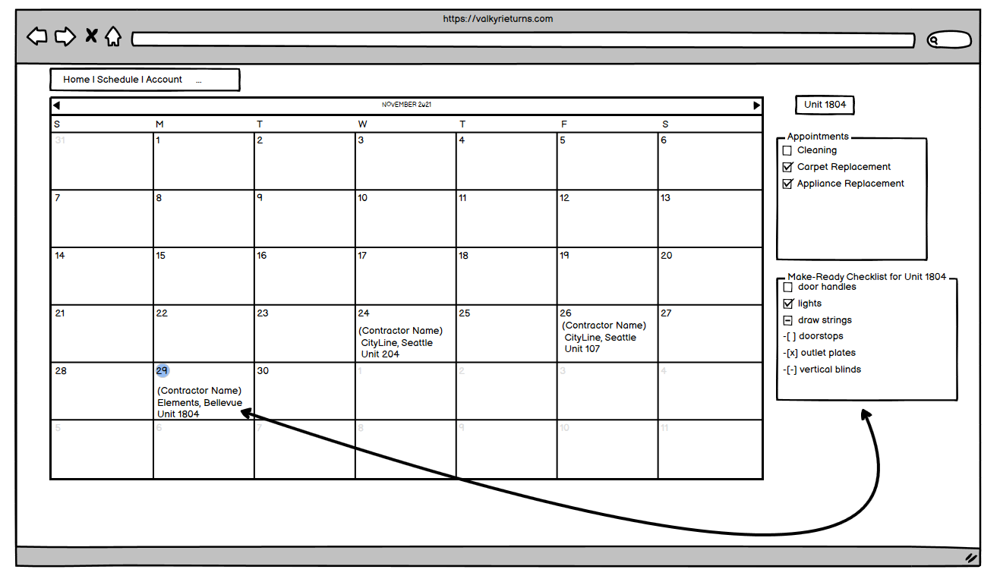 https://valkyrieturns.com
Home | Schedule | Account ...
NOVEMBER 2021
S M T W T F S
31 1 2 3 4 5 6
7 8 9 10 11 12 13
14 15 16 17 18 19 20
21 22 23 24 25 26 27
(Contractor Name)
CityLine, Seattle
Unit 204
(Contractor Name)
CityLine, Seattle
Unit 107
28 29 30 1 2 3 4
(Contractor Name)
Elements, Bellevue
Unit 1804
5 6 7 8 9 10 11
Unit 1804
Appointments
Cleaning
Carpet Replacement
Appliance Replacement
Make-Ready Checklist for Unit 1804
door handles
lights
draw strings
-[ ] doorstops
-[x] outlet plates
-[-] vertical blinds